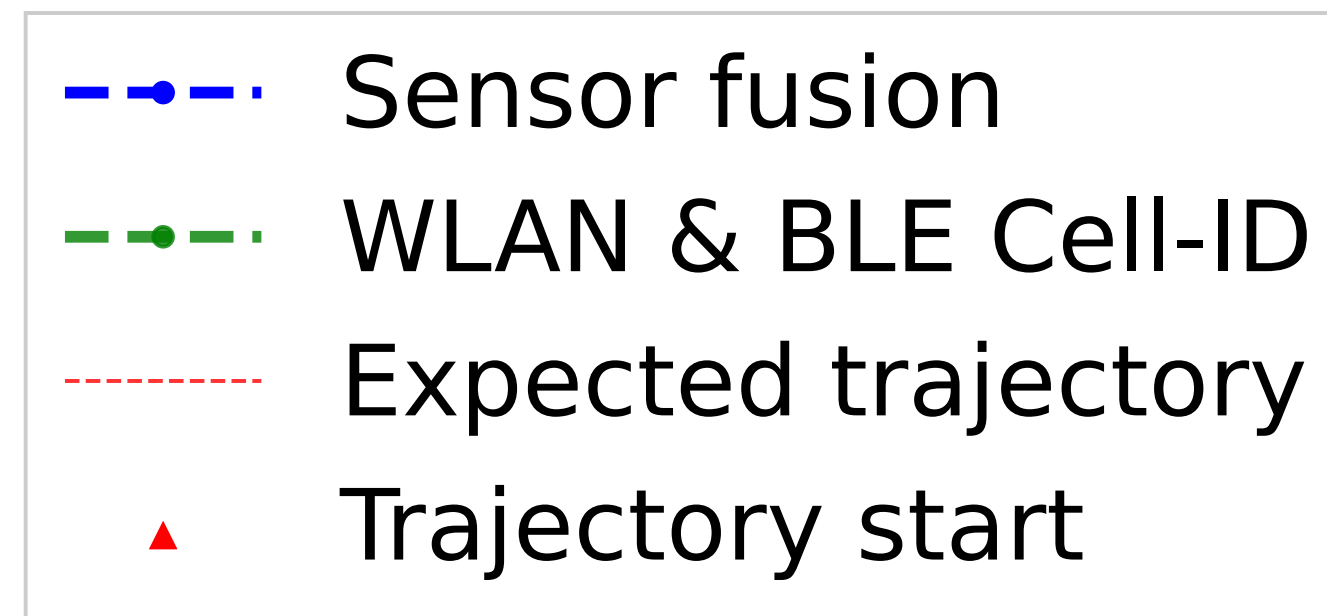 Sensor fusion
WLAN & BLE Cell-ID
Expected trajectory
Trajectory start